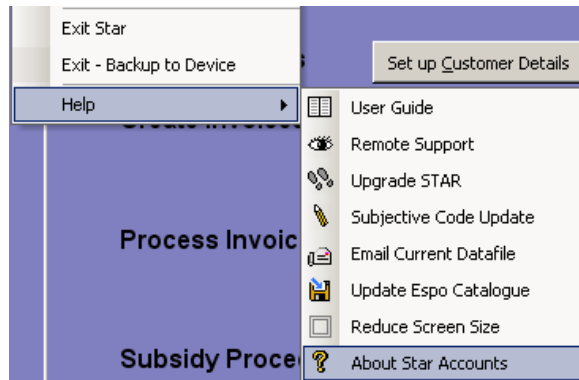 Exit Star
Exit - Backup to Device
Set up Customer Details
Help
User Guide
Remote Support
Upgrade STAR
Subjective Code Update
Process Invoic
Email Current Datafile
Update Espo Catalogue
Reduce Screen Size
Subsidy Proce
About Star Accounts